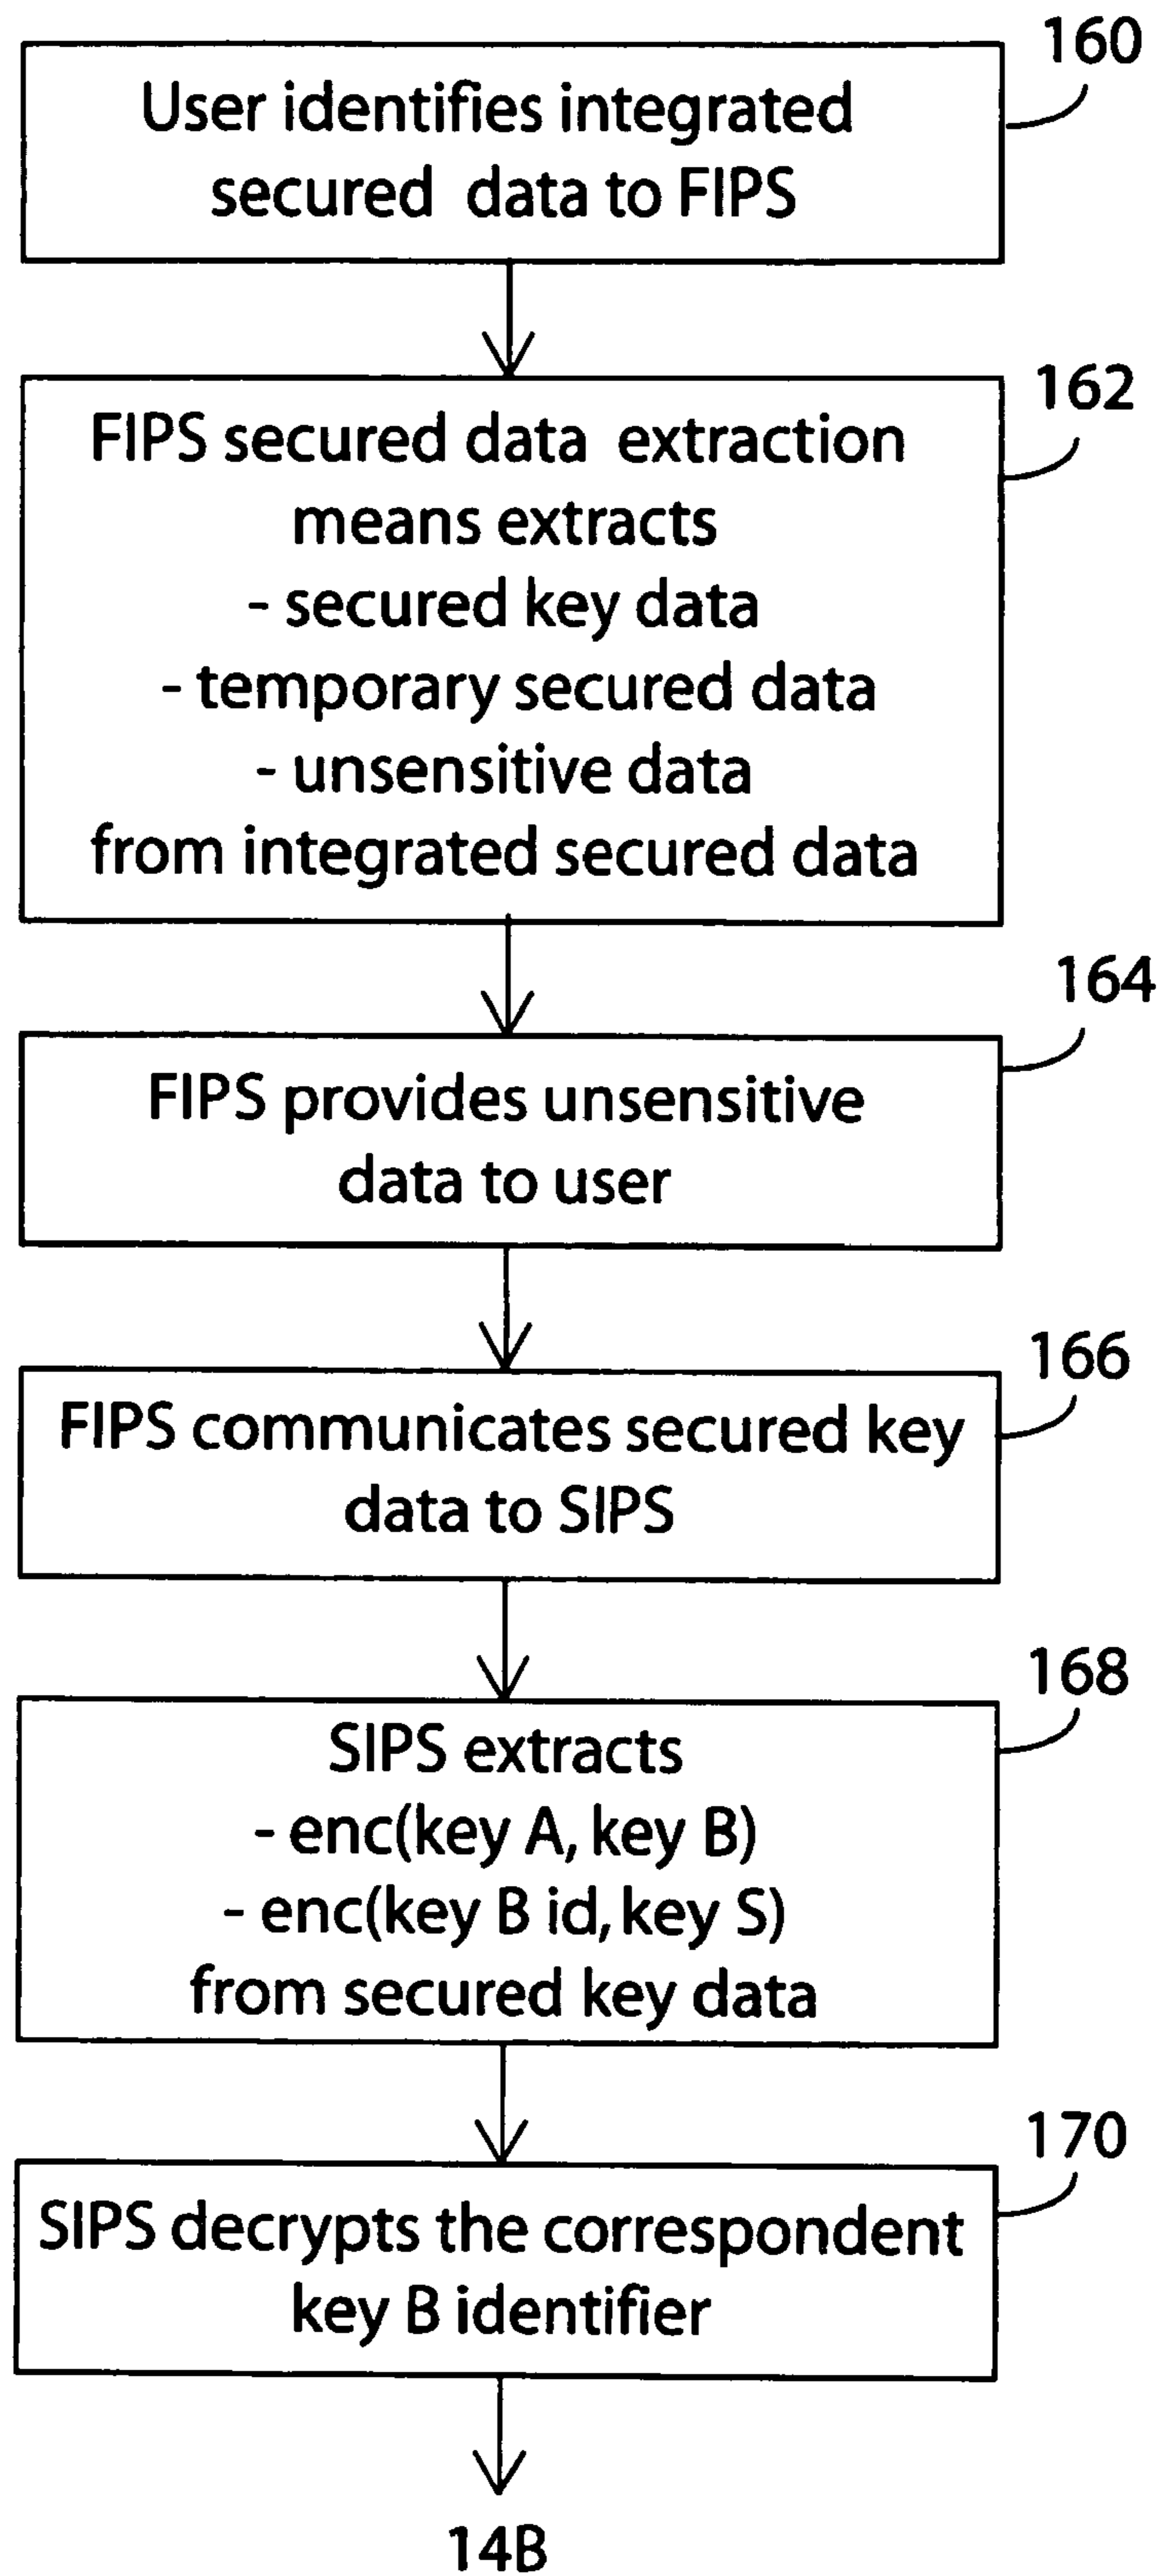 160
User identifies integrated
secured data to FIPS
162
FIPS secured data extraction
means extracts
- secured key data
- temporary secured data
- unsensitive data
from integrated secured data
164
FIPS provides unsensitive
data to user
166
FIPS communicates secured key
data to SIPS
168
SIPS extracts
- enc(key A, key B)
- enc(key B id, key S)
from secured key data
170
SIPS decrypts the correspondent
key B identifier
14B